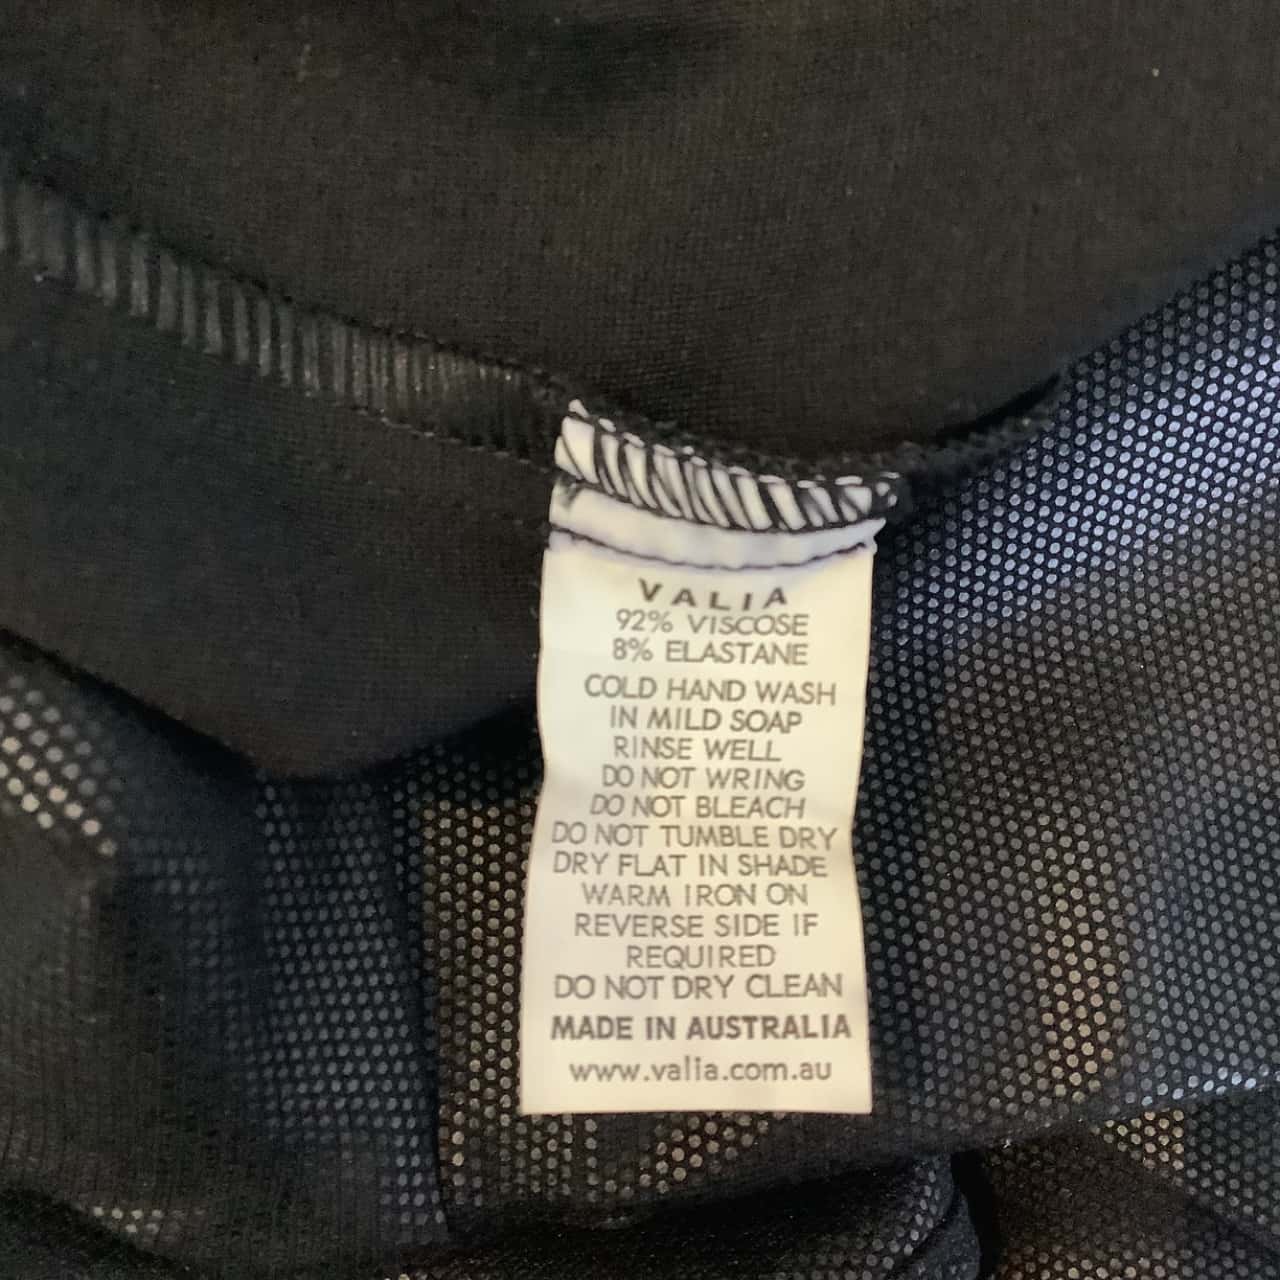 VALIA
92% VISCOSE
8% ELASTANE
COLD HAND WASH
IN MILD SOAP
RINSE WELL
DO NOT WRING
DO NOT BLEACH
DO NOT TUMBLE DRY
DRY FLAT IN SHADE
WARM IRON ON
REVERSE SIDE IF
REQUIRED
DO NOT DRY CLEAN
MADE IN AUSTRALIA
www.valia.com.au